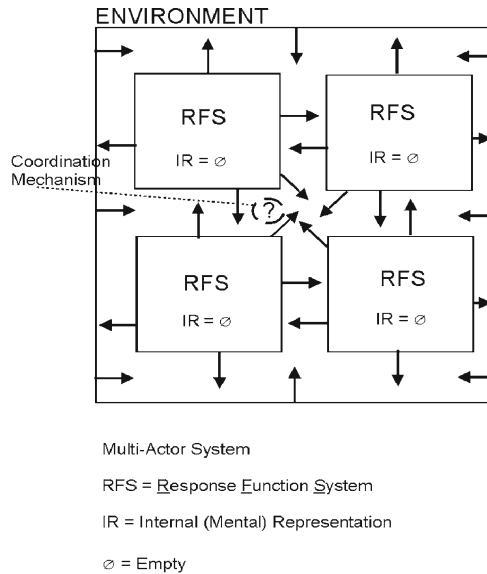 ENVIRONMENT
RFS
IR = ∅
RFS
IR = ∅
Coordination
Mechanism
?
RFS
IR = ∅
RFS
IR = ∅
Multi-Actor System
RFS = Response Function System
IR = Internal (Mental) Representation
∅ = Empty